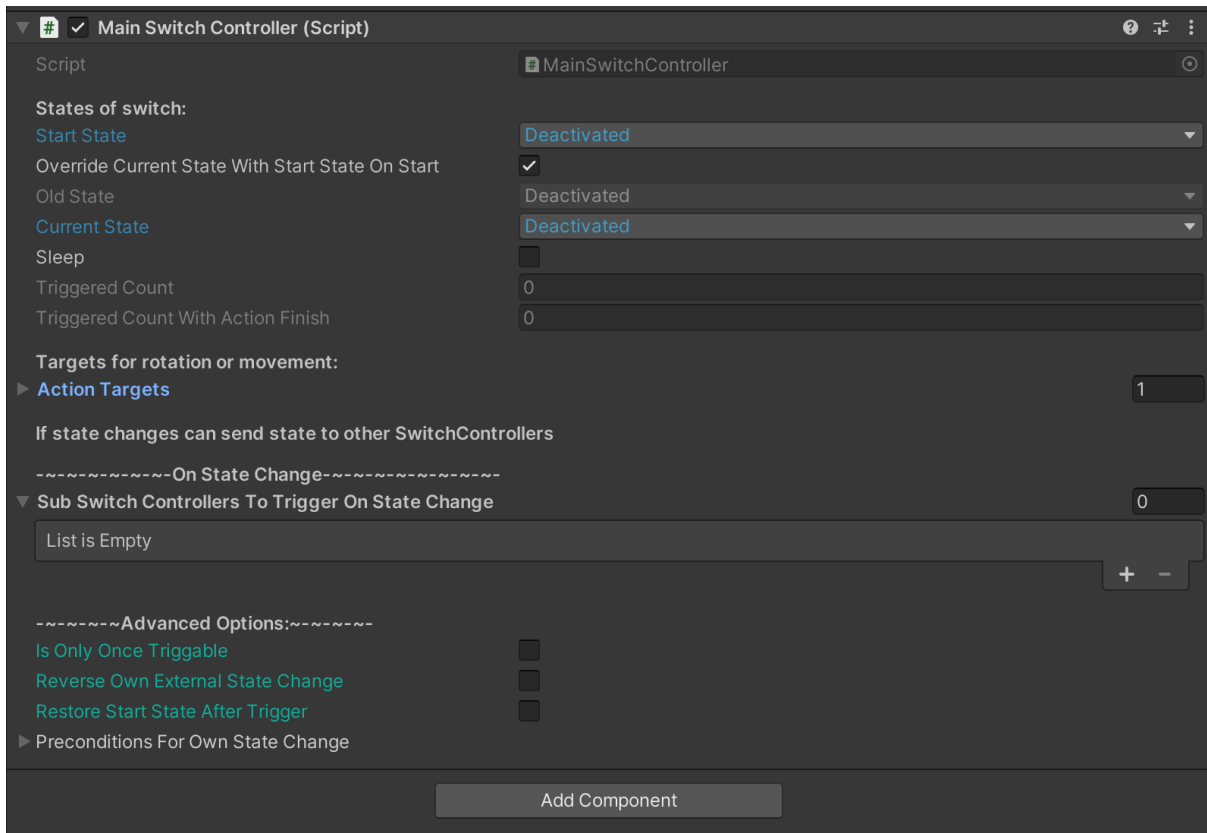 Main Switch Controller (Script)
Script MainSwitchController
States of switch:
Start State Deactivated
Override Current State With Start State On Start
Old State Deactivated
Current State Deactivated
Sleep
Triggered Count 0
Triggered Count With Action Finish 0
Targets for rotation or movement:
Action Targets 1
If state changes can send state to other SwitchControllers
-~-~-~-~-~-~-On State Change-~-~-~-~-~-~-~-~-
Sub Switch Controllers To Trigger On State Change 0
List is Empty
+ -
-~-~-~-~Advanced Options:~-~-~-~-
Is Only Once Triggable
Reverse Own External State Change
Restore Start State After Trigger
Preconditions For Own State Change
Add Component